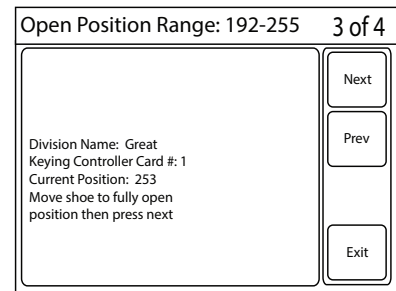 Open Position Range: 192-255 3 of 4
Next
Prev
Division Name: Great
Keying Controller Card #: 1
Current Position: 253
Move shoe to fully open
position then press next
Exit